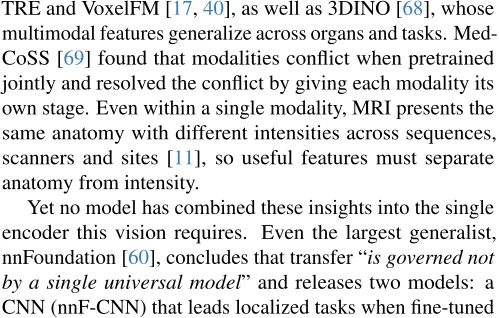 TRE and VoxelFM [17, 40], as well as 3DINO [68], whose
multimodal features generalize across organs and tasks. Med-
CoSS [69] found that modalities conflict when pretrained
jointly and resolved the conflict by giving each modality its
own stage. Even within a single modality, MRI presents the
same anatomy with different intensities across sequences,
scanners and sites [11], so useful features must separate
anatomy from intensity.
Yet no model has combined these insights into the single
encoder this vision requires. Even the largest generalist,
nnFoundation [60], concludes that transfer “is governed not
by a single universal model” and releases two models: a
CNN (nnF-CNN) that leads localized tasks when fine-tuned